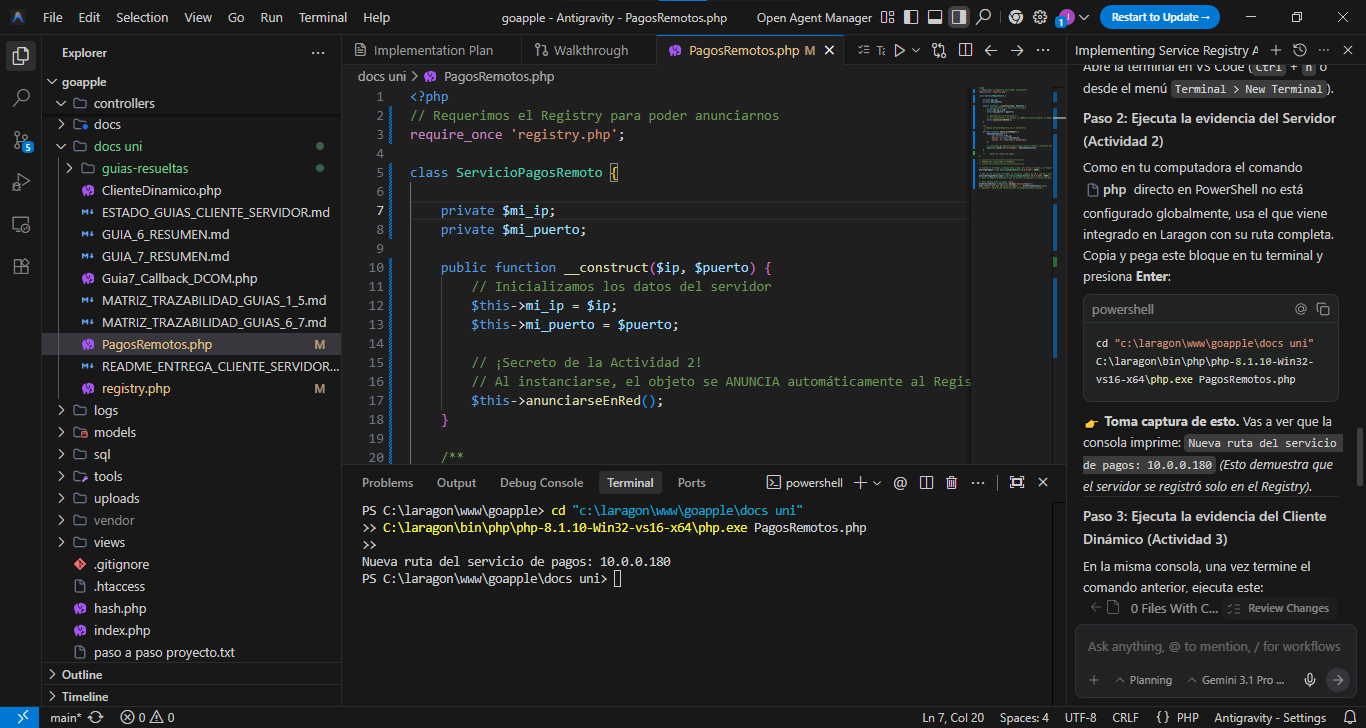 File Edit Selection View Go Run Terminal Help
goapple - Antigravity - PagosRemotos.php
Open Agent Manager
1
Restart to Update →
Explorer
goapple
controllers
docs
docs uni
guias-resueltas
ClienteDinamico.php
ESTADO_GUIAS_CLIENTE_SERVIDOR.md
GUIA_6_RESUMEN.md
GUIA_7_RESUMEN.md
Guia7_Callback_DCOM.php
MATRIZ_TRAZABILIDAD_GUIAS_1_5.md
MATRIZ_TRAZABILIDAD_GUIAS_6_7.md
PagosRemotos.php M
README_ENTREGA_CLIENTE_SERVIDOR...
registry.php M
logs
models
sql
tools
uploads
vendor
views
.gitignore
.htaccess
hash.php
index.php
paso a paso proyecto.txt
Outline
Timeline
5
Implementation Plan
Walkthrough
PagosRemotos.php M
docs uni > PagosRemotos.php
1 <?php
2 // Requerimos el Registry para poder anunciarnos
3 require_once 'registry.php';
4
5 class ServicioPagosRemoto {
6
7 private $mi_ip;
8 private $mi_puerto;
9
10 public function __construct($ip, $puerto) {
11 // Inicializamos los datos del servidor
12 $this->mi_ip = $ip;
13 $this->mi_puerto = $puerto;
14
15 // ¡Secreto de la Actividad 2!
16 // Al instanciarse, el objeto se ANUNCIA automáticamente al Regis
17 $this->anunciarseEnRed();
18 }
19
20 /**
Problems Output Debug Console Terminal Ports
powershell
PS C:\laragon\www\goapple> cd "c:\laragon\www\goapple\docs uni"
>> C:\laragon\bin\php\php-8.1.10-Win32-vs16-x64\php.exe PagosRemotos.php
>>
Nueva ruta del servicio de pagos: 10.0.0.180
PS C:\laragon\www\goapple\docs uni>
Implementing Service Registry A
Abre la terminal en VS Code (Ctrl + ñ o
desde el menú Terminal > New Terminal).
Paso 2: Ejecuta la evidencia del Servidor
(Actividad 2)
Como en tu computadora el comando
php directo en PowerShell no está
configurado globalmente, usa el que viene
integrado en Laragon con su ruta completa.
Copia y pega este bloque en tu terminal y
presiona Enter:
powershell
cd "c:\laragon\www\goapple\docs uni"
C:\laragon\bin\php\php-8.1.10-Win32-
vs16-x64\php.exe PagosRemotos.php
👉 Toma captura de esto. Vas a ver que la
consola imprime: Nueva ruta del servicio
de pagos: 10.0.0.180 (Esto demuestra que
el servidor se registró solo en el Registry).
Paso 3: Ejecuta la evidencia del Cliente
Dinámico (Actividad 3)
En la misma consola, una vez termine el
comando anterior, ejecuta este:
0 Files With C... Review Changes
Ask anything, @ to mention, / for workflows
Planning Gemini 3.1 Pro ...
main* 0 0
Ln 7, Col 20 Spaces: 4 UTF-8 CRLF {} PHP Antigravity - Settings